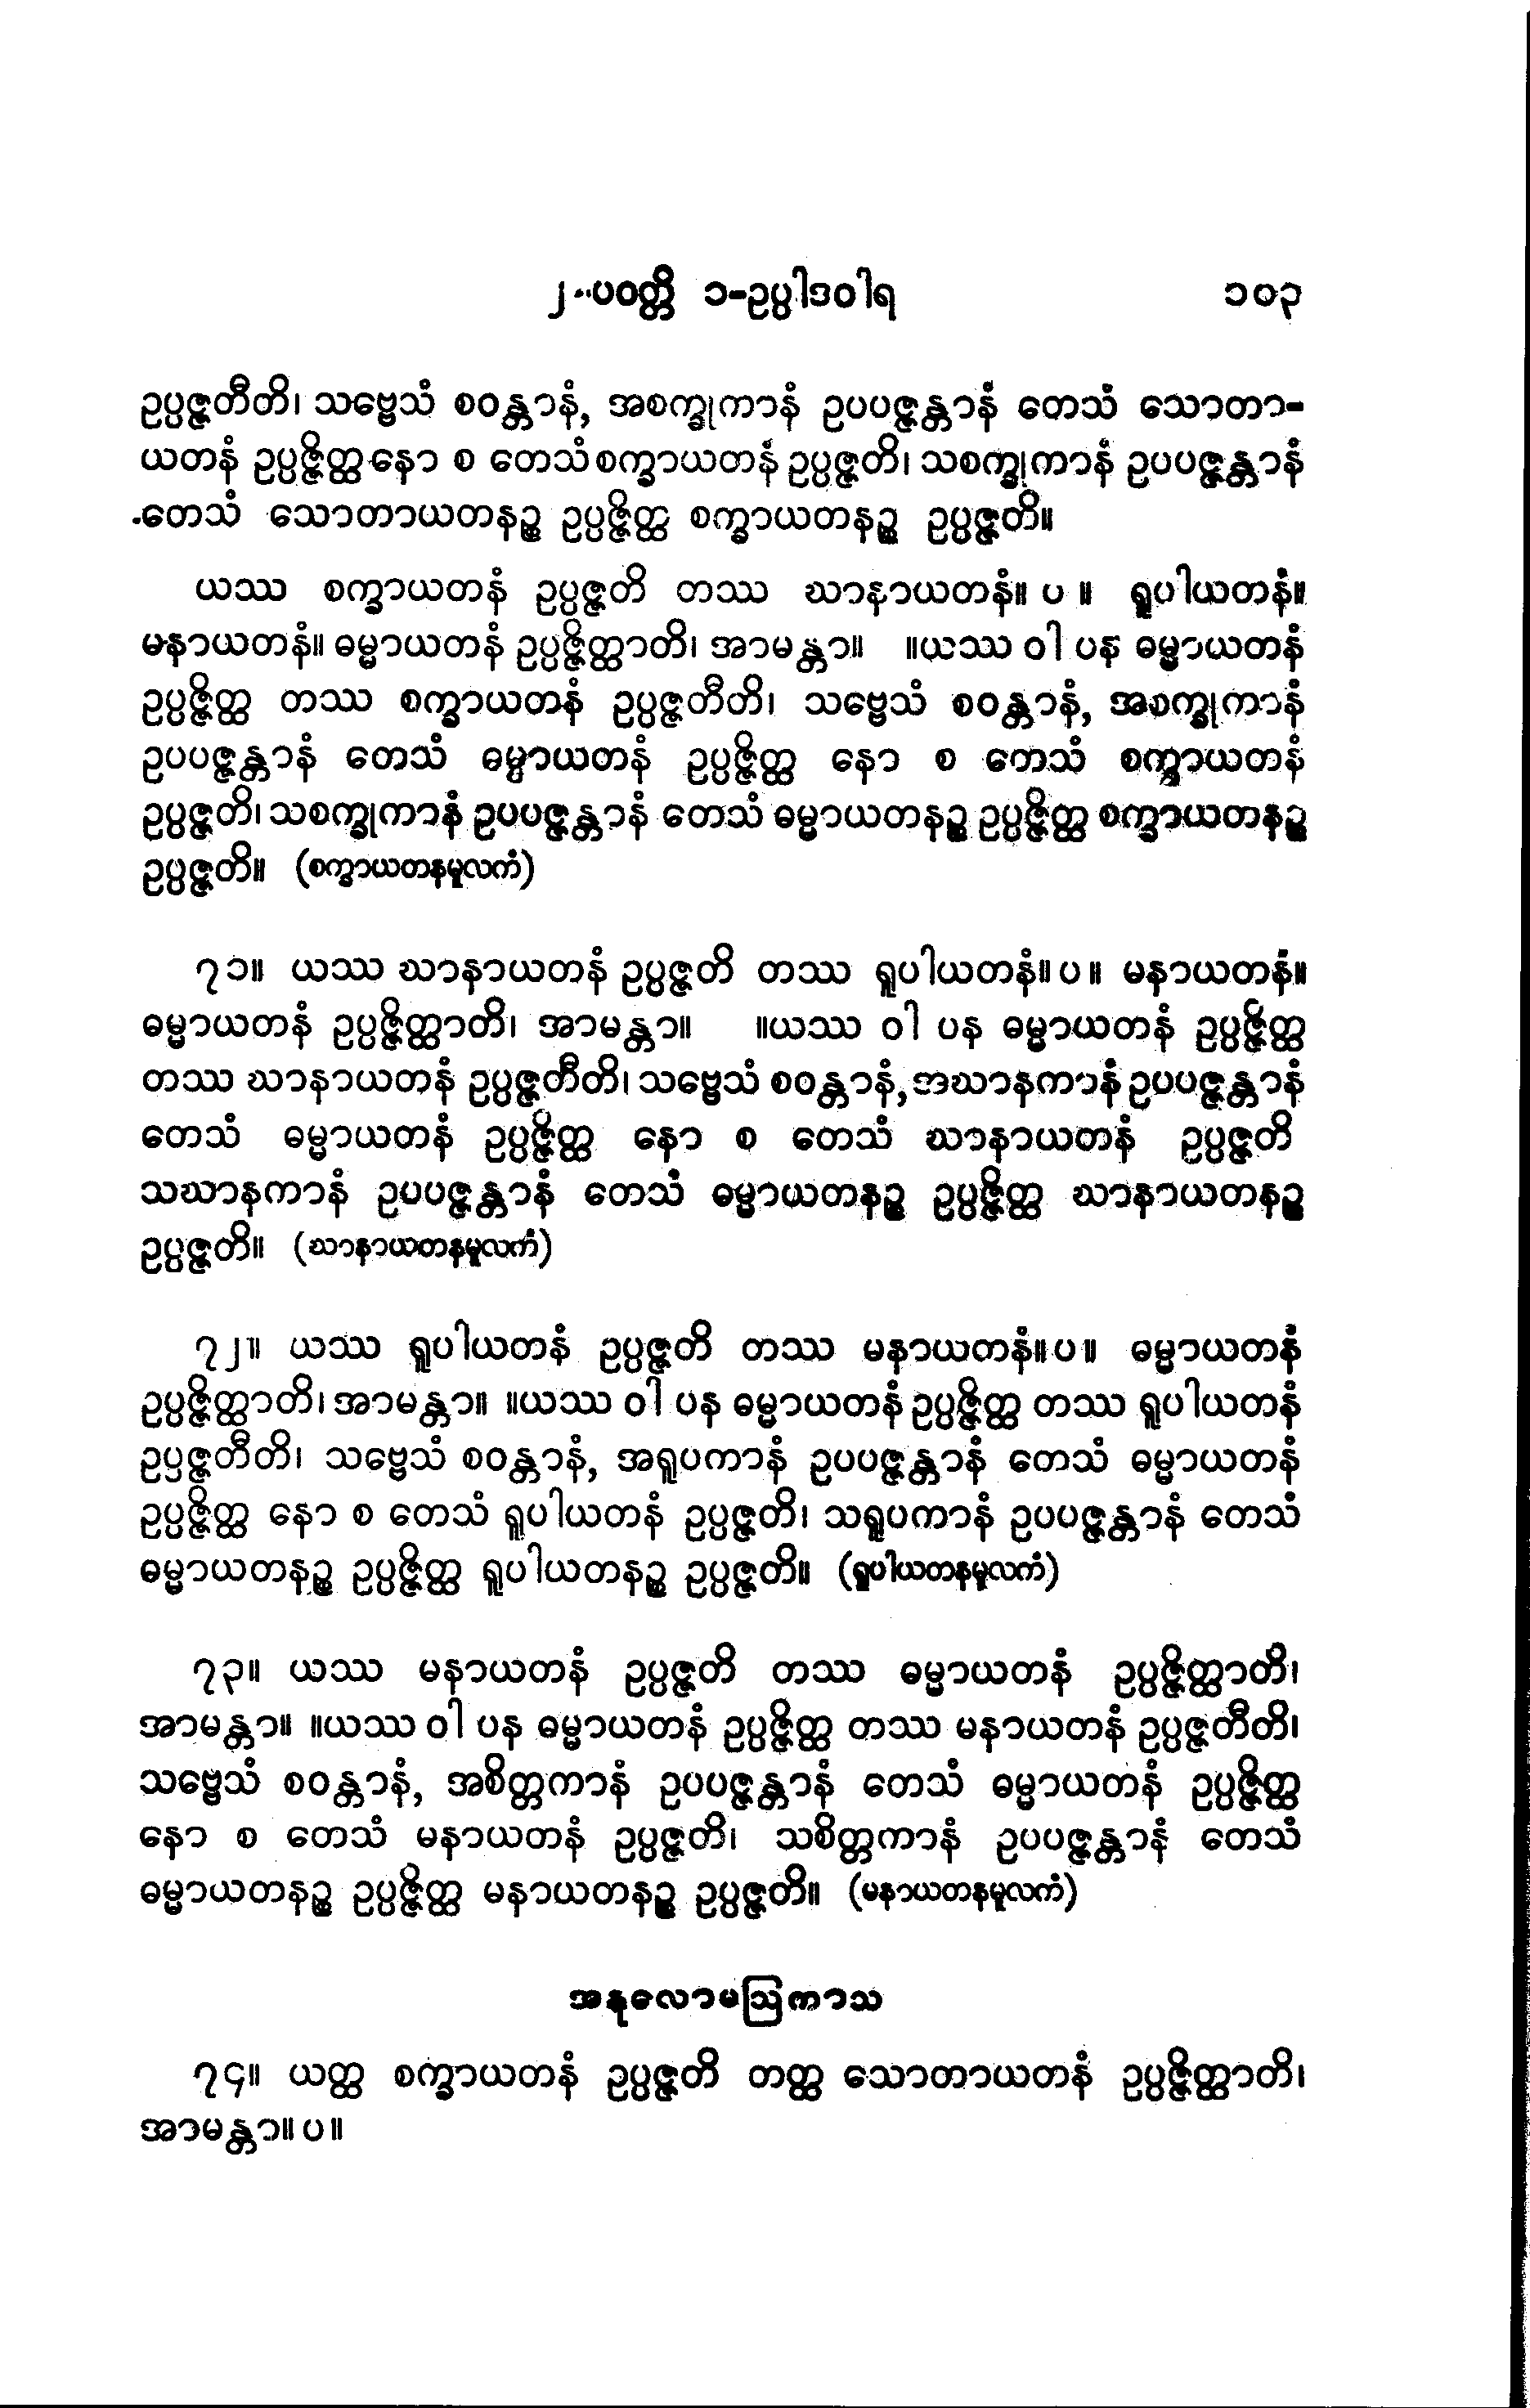 ၂-ပဝတ္တိ ၁-ဥပ္ပါဒဝါရ ၁၀၃
ဥပ္ပဇ္ဇတီတိ၊ သဗ္ဗေသံ စဝန္တာနံ, အစက္ခုကာနံ ဥပပဇ္ဇန္တာနံ တေသံ သောတာ-
ယတနံ ဥပ္ပဇ္ဇိတ္ထ နော စ တေသံ စက္ခာယတနံ ဥပ္ပဇ္ဇတိ၊ သစက္ခုကာနံ ဥပပဇ္ဇန္တာနံ
တေသံ သောတာယတနဉ္စ ဥပ္ပဇ္ဇိတ္ထ စက္ခာယတနဉ္စ ဥပ္ပဇ္ဇတိ။
ယဿ စက္ခာယတနံ ဥပ္ပဇ္ဇတိ တဿ ဃာနာယတနံ။ ပ ။ ရူပါယတနံ။
မနာယတနံ။ ဓမ္မာယတနံ ဥပ္ပဇ္ဇိတ္ထာတိ၊ အာမန္တာ။ ။ယဿ ဝါ ပန ဓမ္မာယတနံ
ဥပ္ပဇ္ဇိတ္ထ တဿ စက္ခာယတနံ ဥပ္ပဇ္ဇတီတိ၊ သဗ္ဗေသံ စဝန္တာနံ, အစက္ခုကာနံ
ဥပပဇ္ဇန္တာနံ တေသံ ဓမ္မာယတနံ ဥပ္ပဇ္ဇိတ္ထ နော စ တေသံ စက္ခာယတနံ
ဥပ္ပဇ္ဇတိ၊ သစက္ခုကာနံ ဥပပဇ္ဇန္တာနံ တေသံ ဓမ္မာယတနဉ္စ ဥပ္ပဇ္ဇိတ္ထ စက္ခာယတနဉ္စ
ဥပ္ပဇ္ဇတိ။ (စက္ခာယတနမူလကံ)
၇၁။ ယဿ ဃာနာယတနံ ဥပ္ပဇ္ဇတိ တဿ ရူပါယတနံ။ ပ။ မနာယတနံ။
ဓမ္မာယတနံ ဥပ္ပဇ္ဇိတ္ထာတိ၊ အာမန္တာ။ ။ယဿ ဝါ ပန ဓမ္မာယတနံ ဥပ္ပဇ္ဇိတ္ထ
တဿ ဃာနာယတနံ ဥပ္ပဇ္ဇတီတိ၊ သဗ္ဗေသံ စဝန္တာနံ, အဃာနကာနံ ဥပပဇ္ဇန္တာနံ
တေသံ ဓမ္မာယတနံ ဥပ္ပဇ္ဇိတ္ထ နော စ တေသံ ဃာနာယတနံ ဥပ္ပဇ္ဇတိ
သဃာနကာနံ ဥပပဇ္ဇန္တာနံ တေသံ ဓမ္မာယတနဉ္စ ဥပ္ပဇ္ဇိတ္ထ ဃာနာယတနဉ္စ
ဥပ္ပဇ္ဇတိ။ (ဃာနာယတနမူလကံ)
၇၂။ ယဿ ရူပါယတနံ ဥပ္ပဇ္ဇတိ တဿ မနာယတနံ။ ပ။ ဓမ္မာယတနံ
ဥပ္ပဇ္ဇိတ္ထာတိ၊ အာမန္တာ။ ။ယဿ ဝါ ပန ဓမ္မာယတနံ ဥပ္ပဇ္ဇိတ္ထ တဿ ရူပါယတနံ
ဥပ္ပဇ္ဇတီတိ၊ သဗ္ဗေသံ စဝန္တာနံ, အရူပကာနံ ဥပပဇ္ဇန္တာနံ တေသံ ဓမ္မာယတနံ
ဥပ္ပဇ္ဇိတ္ထ နော စ တေသံ ရူပါယတနံ ဥပ္ပဇ္ဇတိ၊ သရူပကာနံ ဥပပဇ္ဇန္တာနံ တေသံ
ဓမ္မာယတနဉ္စ ဥပ္ပဇ္ဇိတ္ထ ရူပါယတနဉ္စ ဥပ္ပဇ္ဇတိ။ (ရူပါယတနမူလကံ)
၇၃။ ယဿ မနာယတနံ ဥပ္ပဇ္ဇတိ တဿ ဓမ္မာယတနံ ဥပ္ပဇ္ဇိတ္ထာတိ၊
အာမန္တာ။ ။ယဿ ဝါ ပန ဓမ္မာယတနံ ဥပ္ပဇ္ဇိတ္ထ တဿ မနာယတနံ ဥပ္ပဇ္ဇတီတိ၊
သဗ္ဗေသံ စဝန္တာနံ, အစိတ္တကာနံ ဥပပဇ္ဇန္တာနံ တေသံ ဓမ္မာယတနံ ဥပ္ပဇ္ဇိတ္ထ
နော စ တေသံ မနာယတနံ ဥပ္ပဇ္ဇတိ၊ သစိတ္တကာနံ ဥပပဇ္ဇန္တာနံ တေသံ
ဓမ္မာယတနဉ္စ ဥပ္ပဇ္ဇိတ္ထ မနာယတနဉ္စ ဥပ္ပဇ္ဇတိ။ (မနာယတနမူလကံ)
အနုလောမဩကာသ
၇၄။ ယတ္ထ စက္ခာယတနံ ဥပ္ပဇ္ဇတိ တတ္ထ သောတာယတနံ ဥပ္ပဇ္ဇိတ္ထာတိ၊
အာမန္တာ။ ပ။